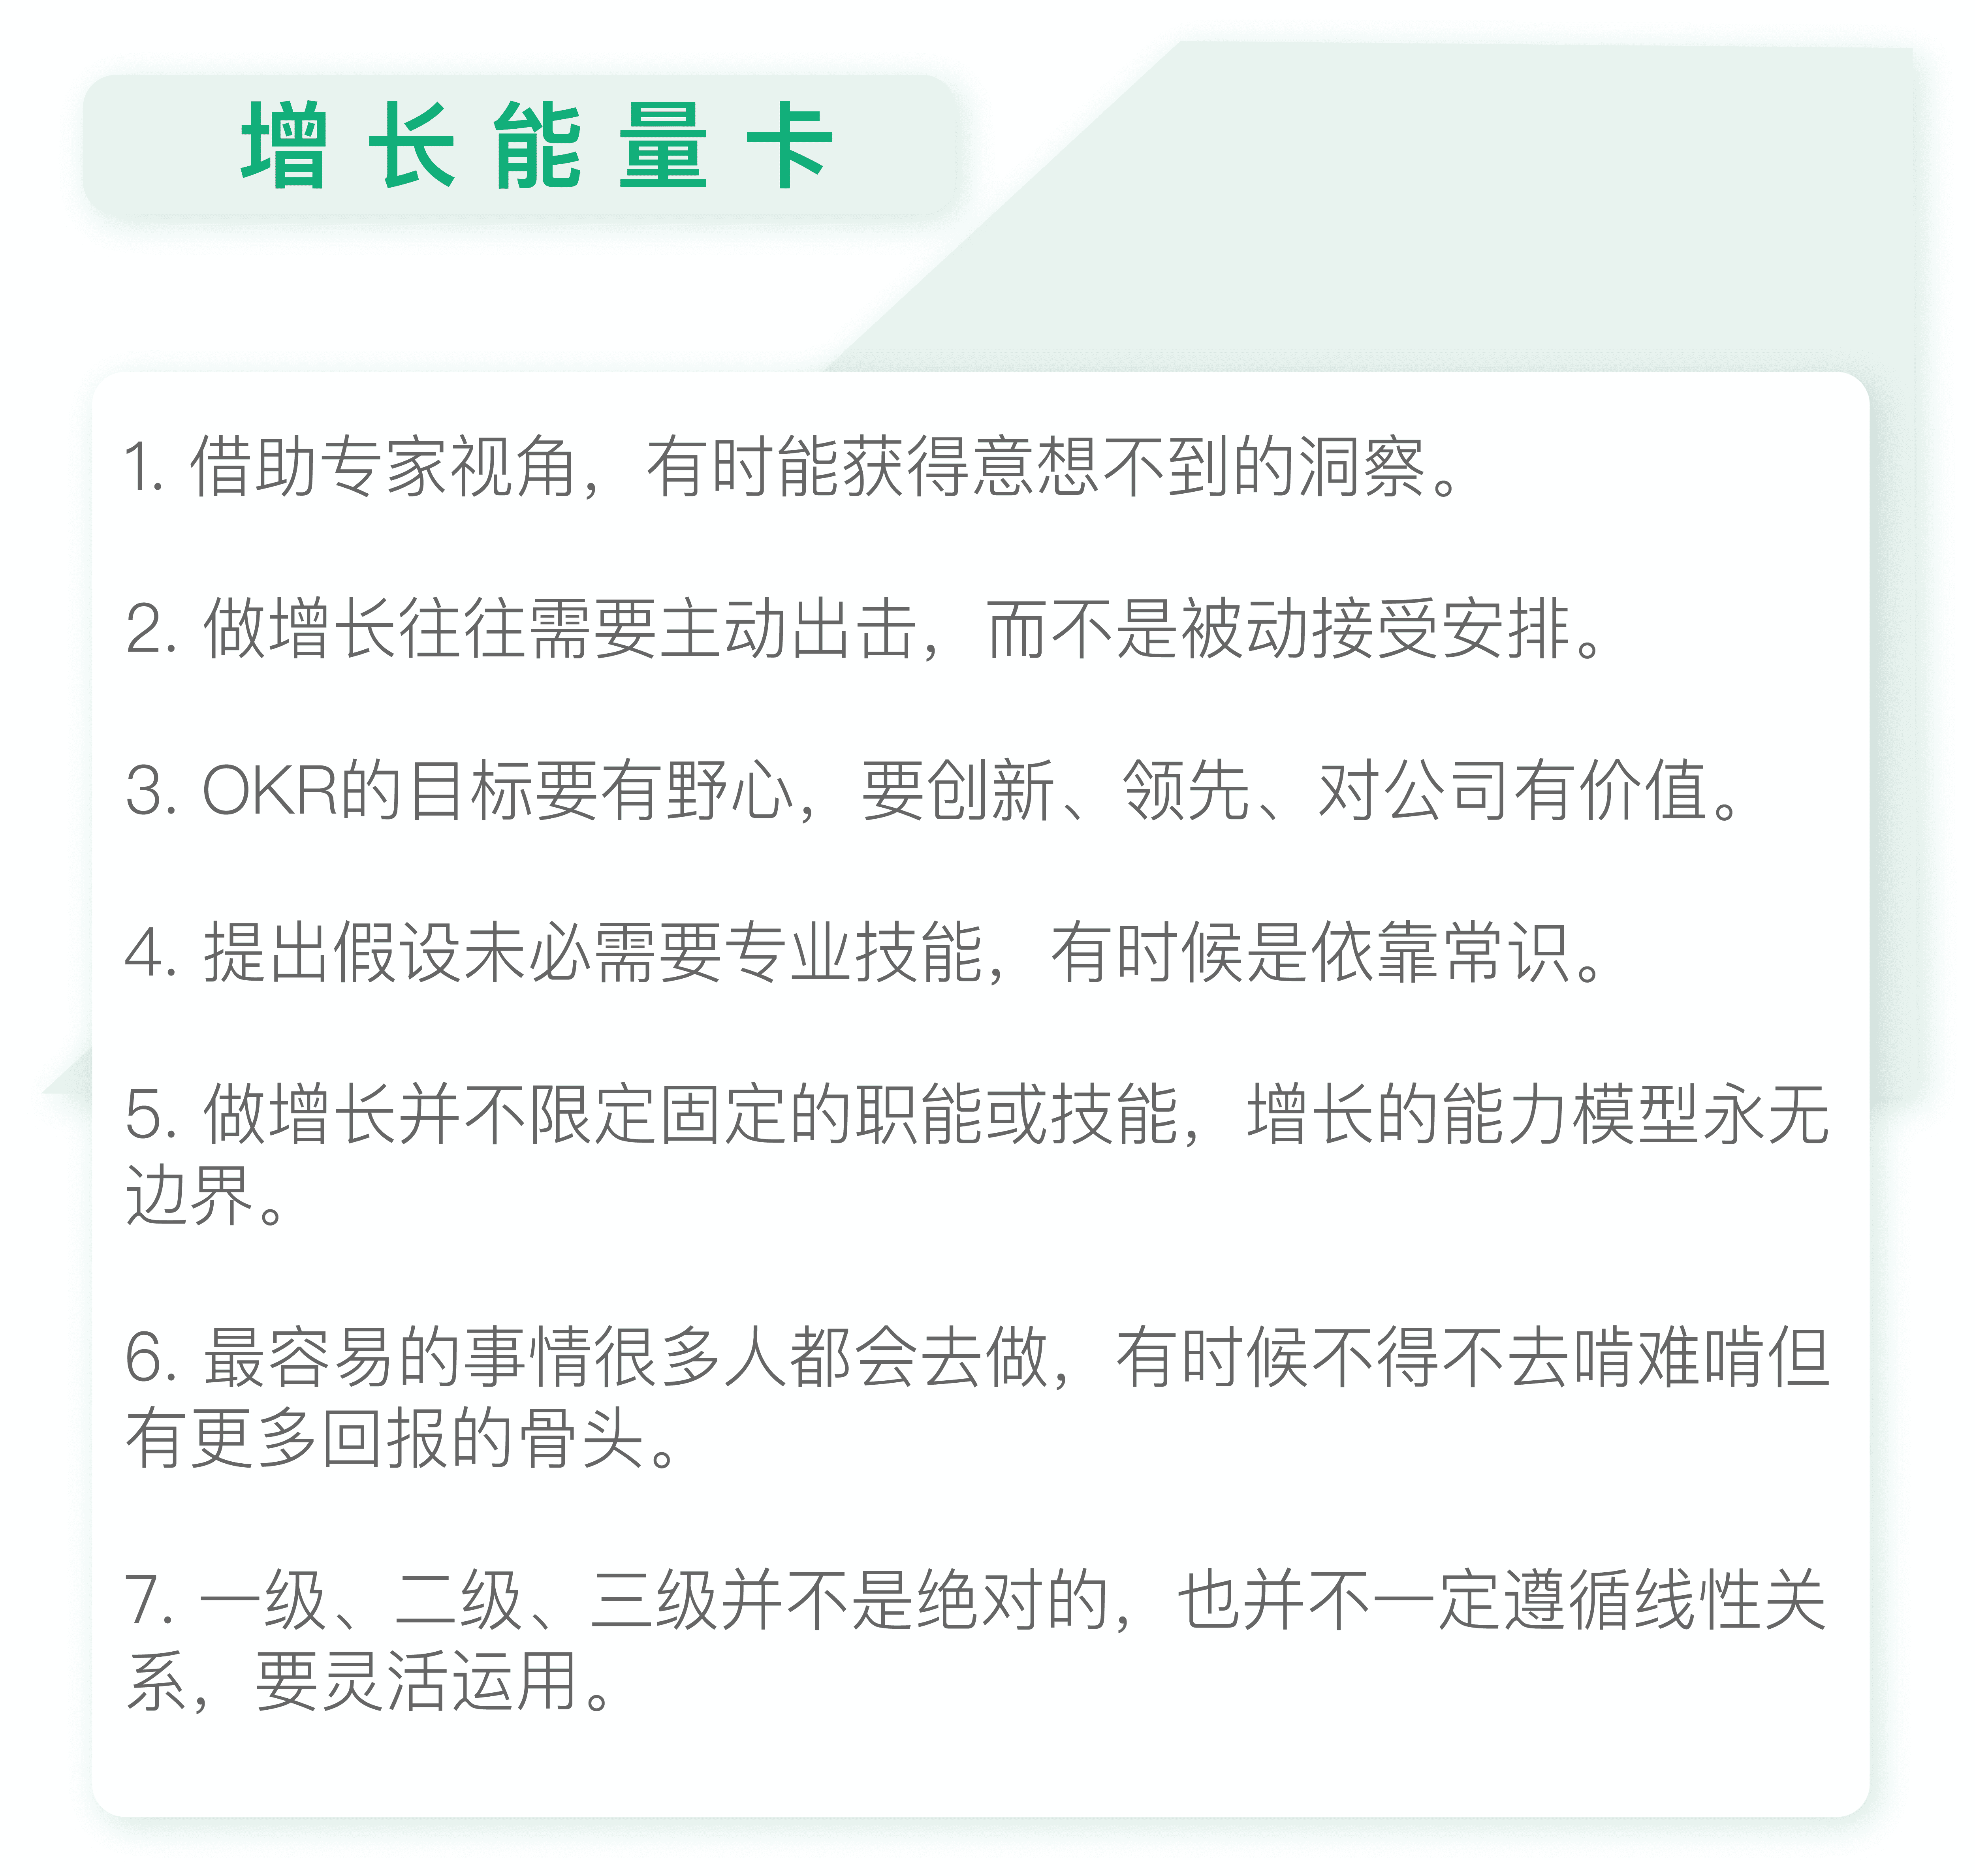 增长能量卡
1. 借助专家视角，有时能获得意想不到的洞察。
2. 做增长往往需要主动出击，而不是被动接受安排。
3. OKR的目标要有野心，要创新、领先、对公司有价值。
4. 提出假设未必需要专业技能，有时候是依靠常识。
5. 做增长并不限定固定的职能或技能，增长的能力模型永无
边界。
6. 最容易的事情很多人都会去做，有时候不得不去啃难啃但
有更多回报的骨头。
7. 一级、二级、三级并不是绝对的，也并不一定遵循线性关
系，要灵活运用。